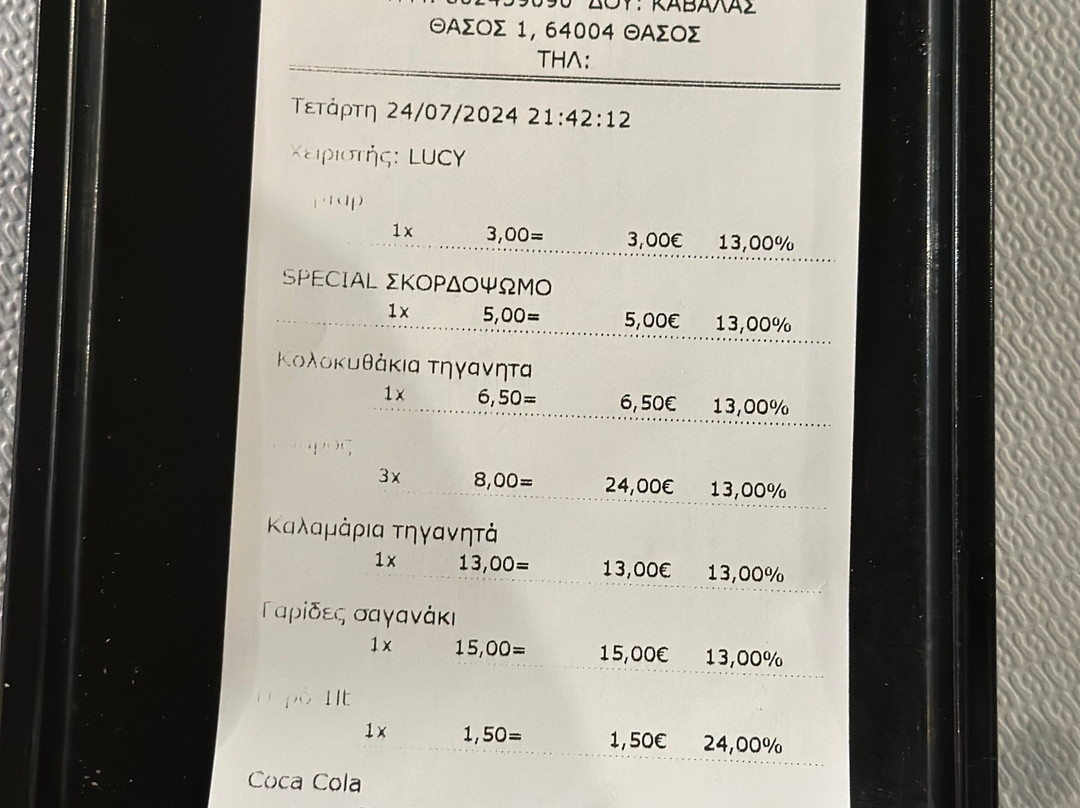 ΔΟΥ: ΚΑΒΑΛΑΣ
ΘΑΣΟΣ 1, 64004 ΘΑΣΟΣ
ΤΗΛ:
Τετάρτη 24/07/2024 21:42:12
Χειριστής: LUCY
1x 3,00= 3,00€ 13,00%
SPECIAL ΣΚΟΡΔΟΨΩΜΟ
1x 5,00= 5,00€ 13,00%
Κολοκυθάκια τηγανητα
1x 6,50= 6,50€ 13,00%
3x 8,00= 24,00€ 13,00%
Καλαμάρια τηγανητά
1x 13,00= 13,00€ 13,00%
Γαρίδες σαγανάκι
1x 15,00= 15,00€ 13,00%
1lt
1x 1,50= 1,50€ 24,00%
Coca Cola